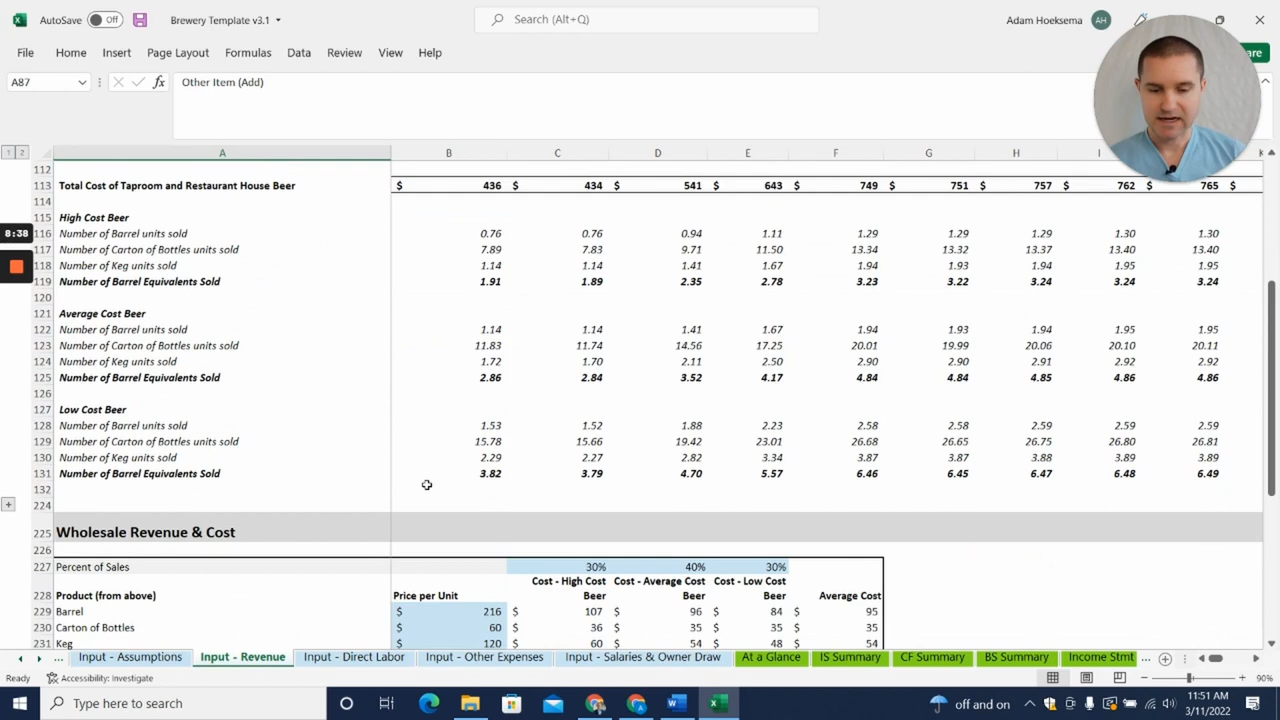 AutoSave Off Brewery Template v3.1 Search (Alt+Q) Adam Hoeksema AH
File Home Insert Page Layout Formulas Data Review View Help
A87 fx Other Item (Add)
1 2 A B C D E F G H I
112
113 Total Cost of Taproom and Restaurant House Beer $ 436 $ 434 $ 541 $ 643 $ 749 $ 751 $ 757 $ 762 $ 765 $
114
115 High Cost Beer
8:38 116 Number of Barrel units sold 0.76 0.76 0.94 1.11 1.29 1.29 1.29 1.30 1.30
117 Number of Carton of Bottles units sold 7.89 7.83 9.71 11.50 13.34 13.32 13.37 13.40 13.40
118 Number of Keg units sold 1.14 1.14 1.41 1.67 1.94 1.93 1.94 1.95 1.95
119 Number of Barrel Equivalents Sold 1.91 1.89 2.35 2.78 3.23 3.22 3.24 3.24 3.24
120
121 Average Cost Beer
122 Number of Barrel units sold 1.14 1.14 1.41 1.67 1.94 1.93 1.94 1.95 1.95
123 Number of Carton of Bottles units sold 11.83 11.74 14.56 17.25 20.01 19.99 20.06 20.10 20.11
124 Number of Keg units sold 1.72 1.70 2.11 2.50 2.90 2.90 2.91 2.92 2.92
125 Number of Barrel Equivalents Sold 2.86 2.84 3.52 4.17 4.84 4.84 4.85 4.86 4.86
126
127 Low Cost Beer
128 Number of Barrel units sold 1.53 1.52 1.88 2.23 2.58 2.58 2.59 2.59 2.59
129 Number of Carton of Bottles units sold 15.78 15.66 19.42 23.01 26.68 26.65 26.75 26.80 26.81
130 Number of Keg units sold 2.29 2.27 2.82 3.34 3.87 3.87 3.88 3.89 3.89
131 Number of Barrel Equivalents Sold 3.82 3.79 4.70 5.57 6.46 6.45 6.47 6.48 6.49
132
224
225 Wholesale Revenue & Cost
226
227 Percent of Sales 30% 40% 30%
Cost - High Cost Cost - Average Cost Cost - Low Cost
228 Product (from above) Price per Unit Beer Beer Beer Average Cost
229 Barrel $ 216 $ 107 $ 96 $ 84 $ 95
230 Carton of Bottles $ 60 $ 36 $ 35 $ 35 $ 35
231 Keg $ 120 $ 60 $ 54 $ 48 $ 54
Input - Assumptions Input - Revenue Input - Direct Labor Input - Other Expenses Input - Salaries & Owner Draw At a Glance IS Summary CF Summary BS Summary Income Stmt ...
Ready Accessibility: Investigate 90%
Type here to search off and on 11:51 AM
3/11/2022